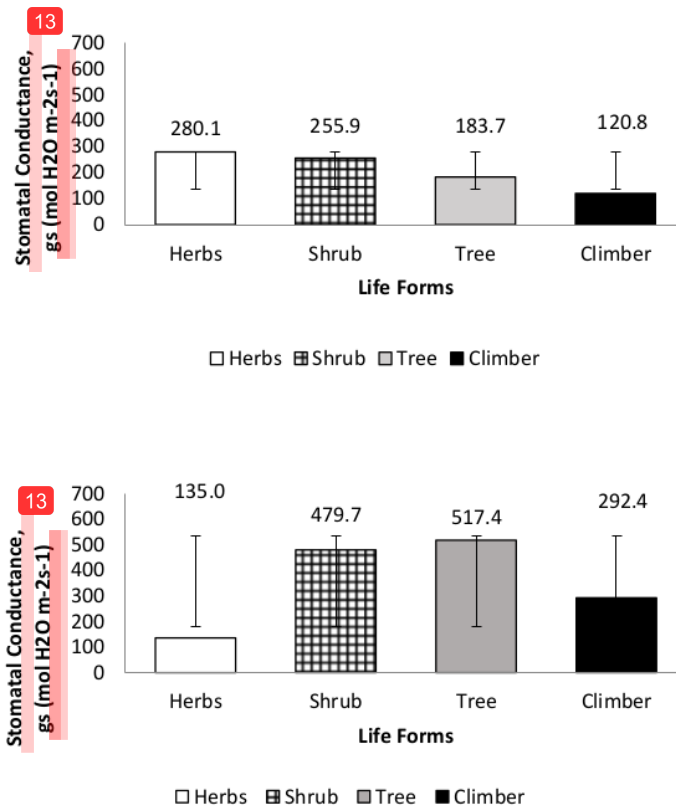 13
Stomatal Conductance,
gs (mol H2O m-2s-1)
700
600
500
400
300
200
100
0
280.1 255.9 183.7 120.8
Herbs Shrub Tree Climber
Life Forms
Herbs Shrub Tree Climber
13
Stomatal Conductance,
gs (mol H2O m-2s-1)
700
600
500
400
300
200
100
0
135.0 479.7 517.4 292.4
Herbs Shrub Tree Climber
Life Forms
Herbs Shrub Tree Climber